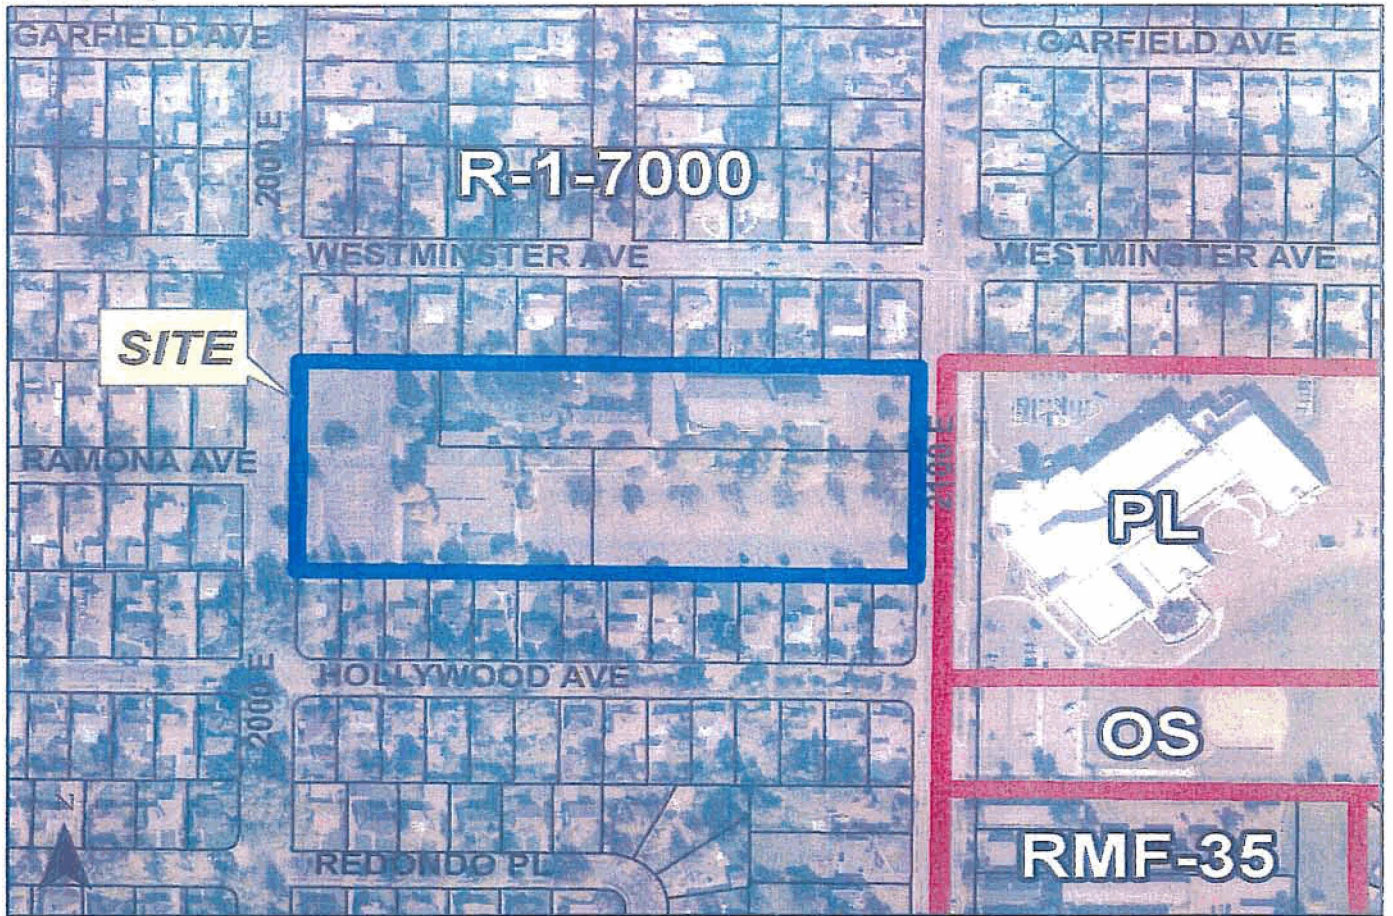 GARFIELD AVE
GARFIELD AVE
2000 E
R-1-7000
WESTMINSTER AVE
WESTMINSTER AVE
SITE
RAMONA AVE
2100 E
PL
2000 E
HOLLYWOOD AVE
OS
N
REDONDO PL
RMF-35